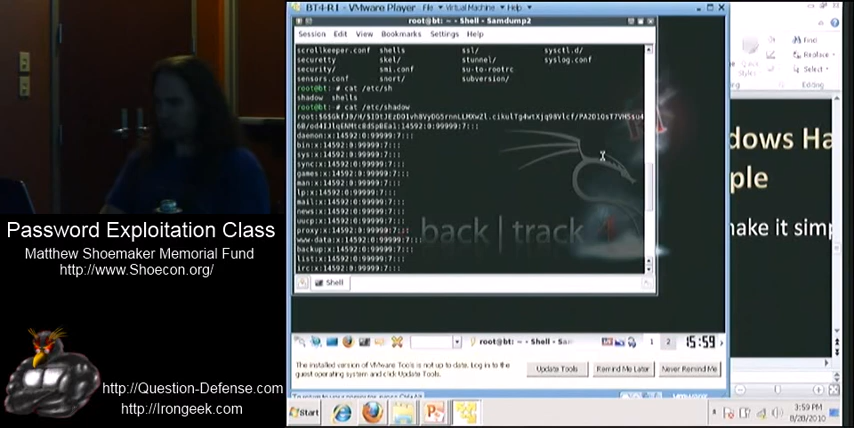 BT4-R1 - VMware Player File Virtual Machine Help
root@bt: ~ - Shell - Samdump2
Session Edit View Bookmarks Settings Help
scrollkeeper.conf shells ssl/ sysctl.d/
securetty skel/ stunnel/ syslog.conf
security/ smi.conf su-to-rootrc
sensors.conf snort/ subversion/
root@bt:~# cat /etc/sh
shadow shells
root@bt:~# cat /etc/shadow
daemon:x:14592:0:99999:7:::
bin:x:14592:0:99999:7:::
sys:x:14592:0:99999:7:::
sync:x:14592:0:99999:7:::
games:x:14592:0:99999:7:::
man:x:14592:0:99999:7:::
lp:x:14592:0:99999:7:::
mail:x:14592:0:99999:7:::
news:x:14592:0:99999:7:::
uucp:x:14592:0:99999:7:::
proxy:x:14592:0:99999:7:::
www-data:x:14592:0:99999:7:::
backup:x:14592:0:99999:7:::
list:x:14592:0:99999:7:::
irc:x:14592:0:99999:7:::
back | track
Shell
root@bt: ~ - Shell - Sam
1 2 15:59
The installed version of VMware Tools is not up to date. Log in to the
guest operating system and click Update Tools.
Update Tools Remind Me Later Never Remind Me
Start
3:59 PM
8/28/2010
Find
Replace
Select
dows Ha
ple
make it simp
Password Exploitation Class
Matthew Shoemaker Memorial Fund
http://www.Shoecon.org/
http://Question-Defense.com
http://Irongeek.com